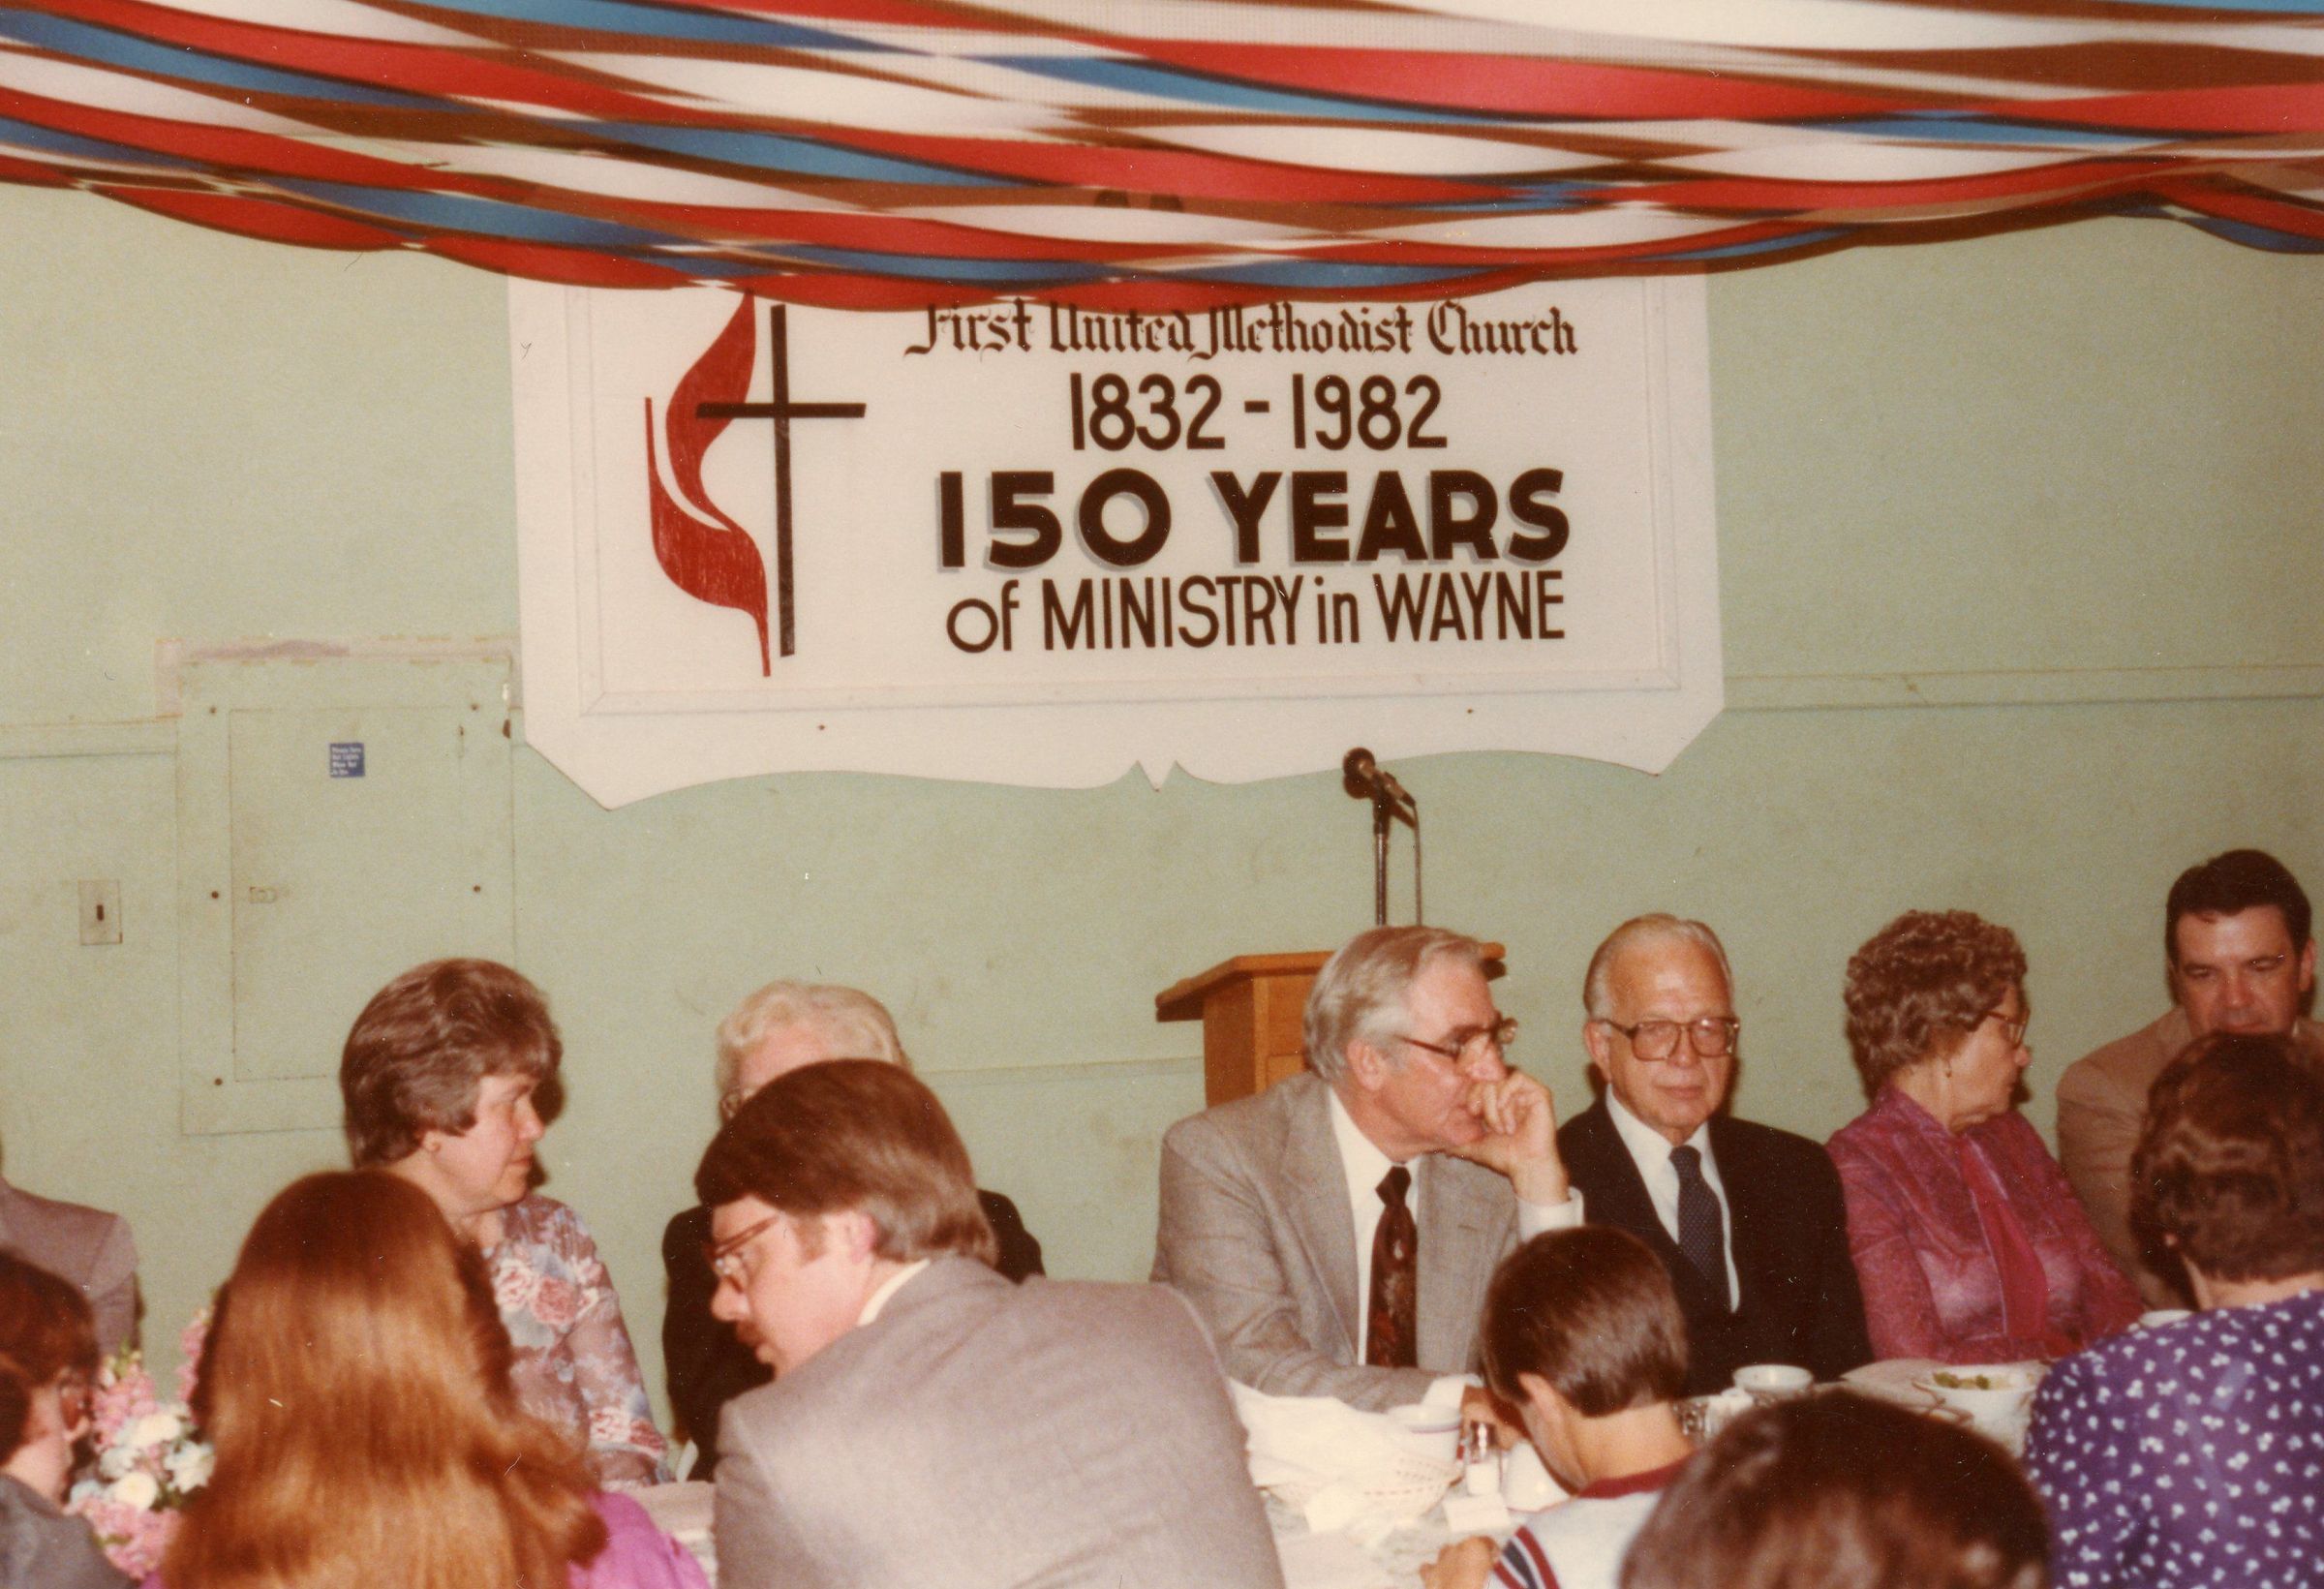 First United Methodist Church
1832 - 1982
150 YEARS
of MINISTRY in WAYNE